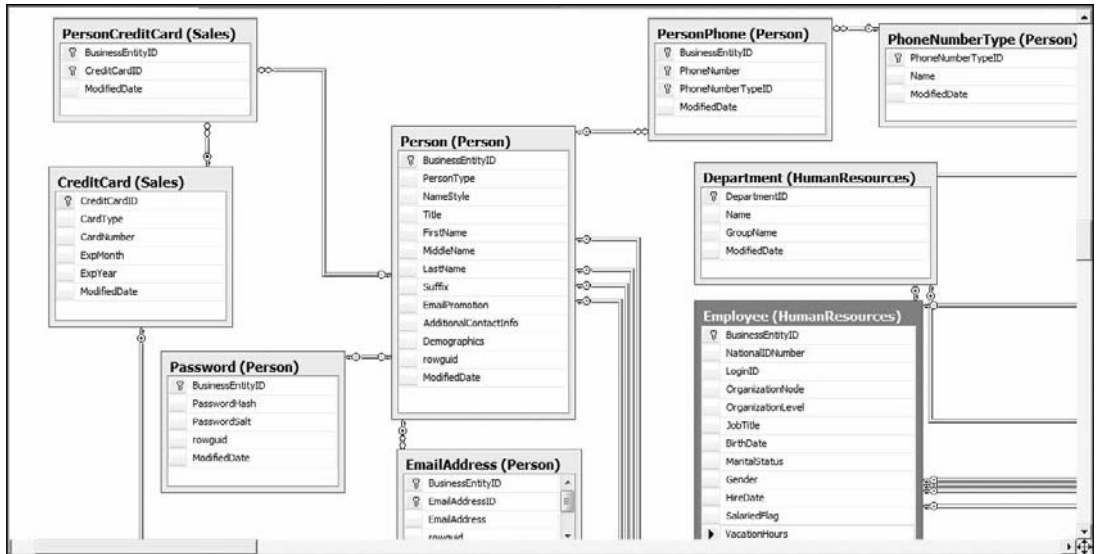 PersonCreditCard (Sales)
BusinessEntityID
CreditCardID
ModifiedDate
CreditCard (Sales)
CreditCardID
CardType
CardNumber
ExpMonth
ExpYear
ModifiedDate
Password (Person)
BusinessEntityID
PasswordHash
PasswordSalt
rowguid
ModifiedDate
Person (Person)
BusinessEntityID
PersonType
NameStyle
Title
FirstName
MiddleName
LastName
Suffix
EmailPromotion
AdditionalContactInfo
Demographics
rowguid
ModifiedDate
EmailAddress (Person)
BusinessEntityID
EmailAddressID
EmailAddress
rowguid
PersonPhone (Person)
BusinessEntityID
PhoneNumber
PhoneNumberTypeID
ModifiedDate
PhoneNumberType (Person)
PhoneNumberTypeID
Name
ModifiedDate
Department (HumanResources)
DepartmentID
Name
GroupName
ModifiedDate
Employee (HumanResources)
BusinessEntityID
NationalIDNumber
LoginID
OrganizationNode
OrganizationLevel
JobTitle
BirthDate
MaritalStatus
Gender
HireDate
SalariedFlag
VacationHours